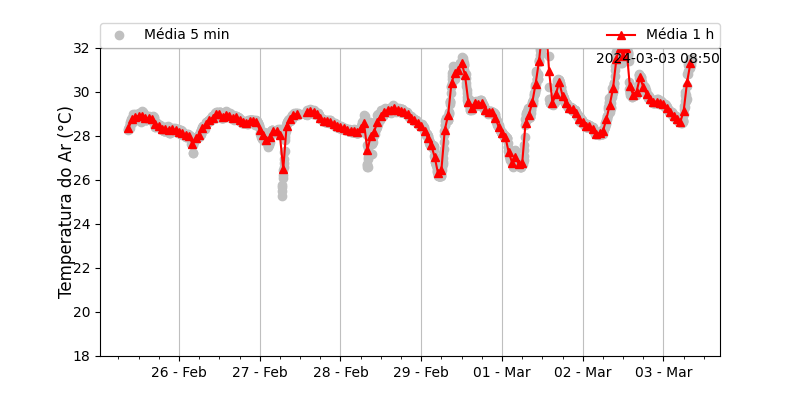 Média 5 min
Média 1 h
2024-03-03 08:50
Temperatura do Ar (°C)
32
30
28
26
24
22
20
18
26 - Feb
27 - Feb
28 - Feb
29 - Feb
01 - Mar
02 - Mar
03 - Mar